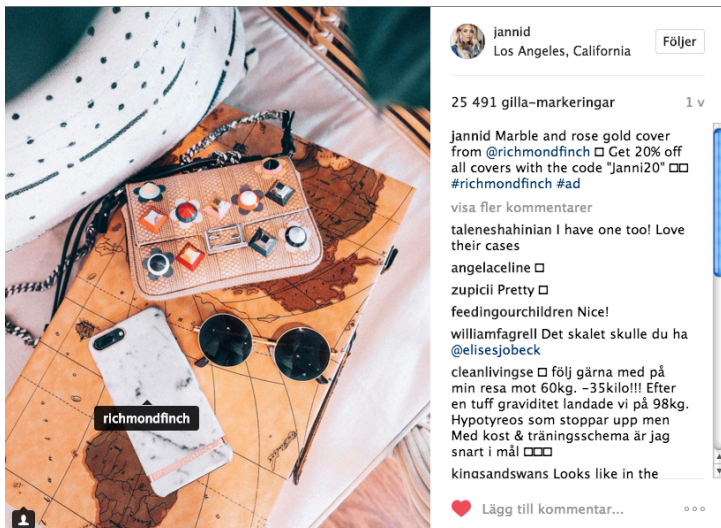 jannid
Los Angeles, California
Följer
25 491 gilla-markeringar
1 v
jannid Marble and rose gold cover
from @richmondfinch □ Get 20% off
all covers with the code "Janni20" □□
#richmondfinch #ad
visa fler kommentarer
taleneshahinian I have one too! Love
their cases
angelaceline □
zupicii Pretty □
feedingourchildren Nice!
williamfagrell Det skalet skulle du ha
@elisesjobeck
cleanlivingse □ följ gärna med på
min resa mot 60kg. -35kilo!!! Efter
en tuff graviditet landade vi på 98kg.
Hypotyreos som stoppar upp men
Med kost & träningsschema är jag
snart i mål □□□
kingsandswans Looks like in the
Lägg till kommentar...
richmondfinch